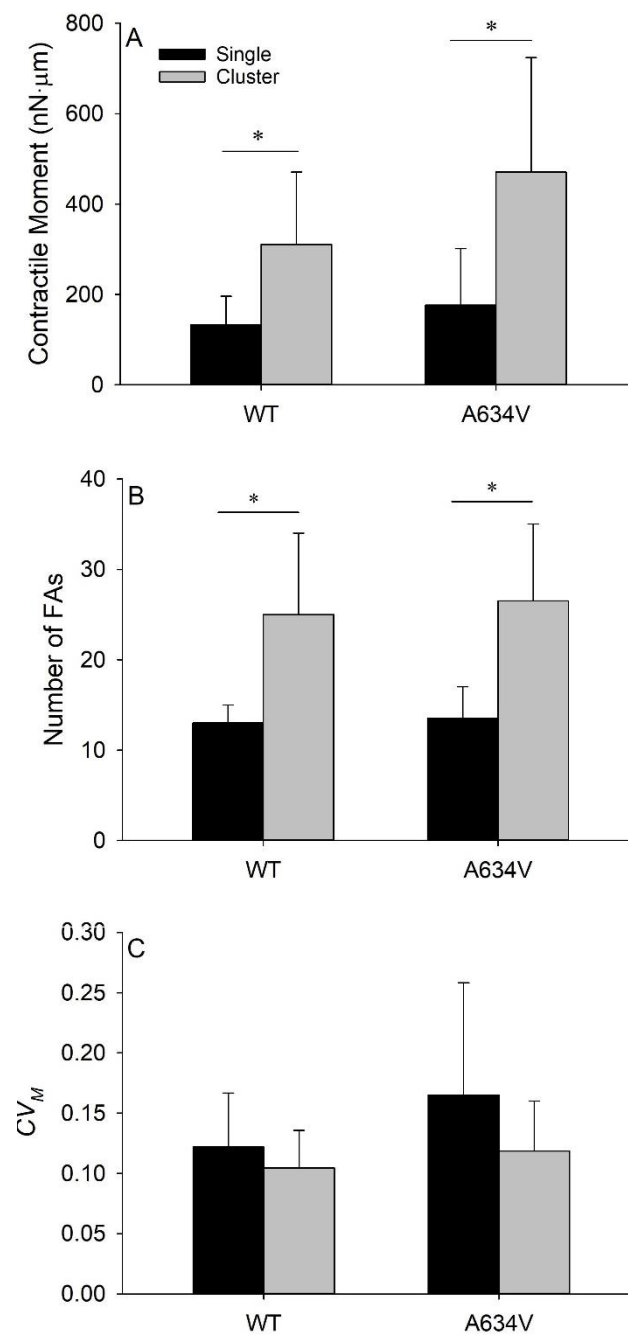 A
Single
Cluster
Contractile Moment (nN·μm)
800
600
400
200
0
*
*
WT
A634V
B
Number of FAs
40
30
20
10
0
*
*
WT
A634V
C
CV_M
0.30
0.25
0.20
0.15
0.10
0.05
0.00
WT
A634V